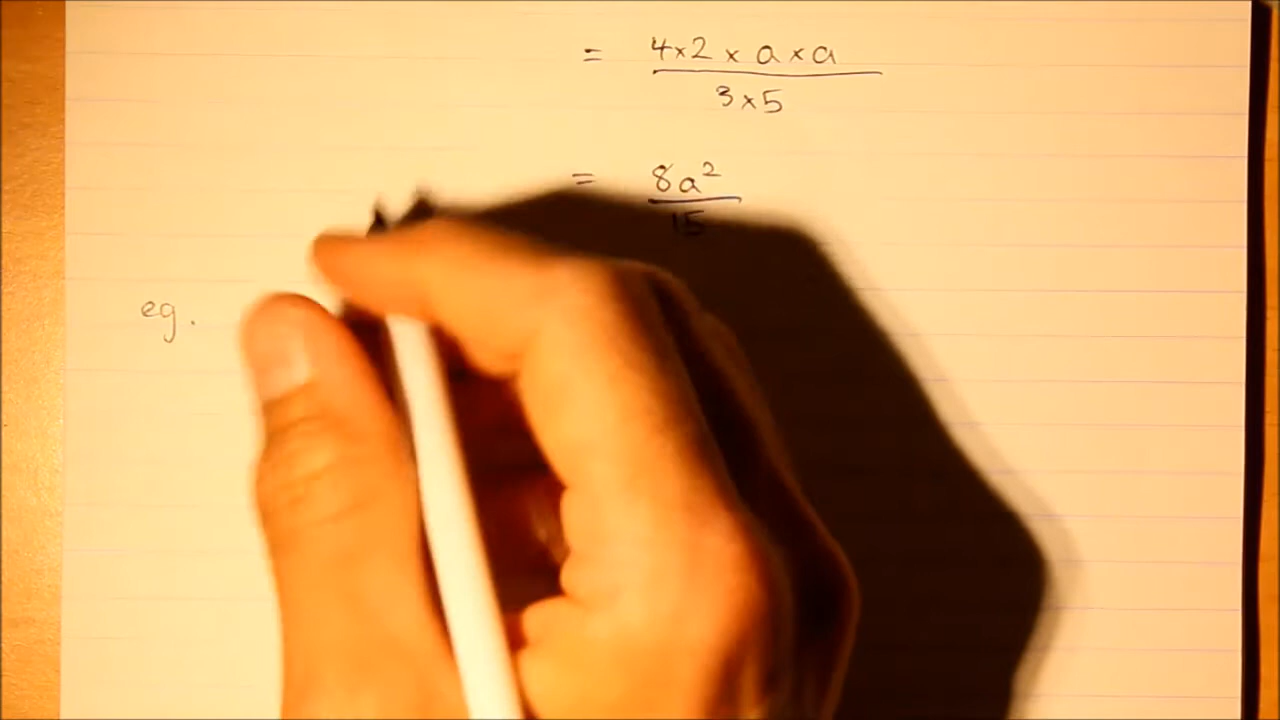 = 4×2 × a × a
3×5
= 8a²
15
eg.